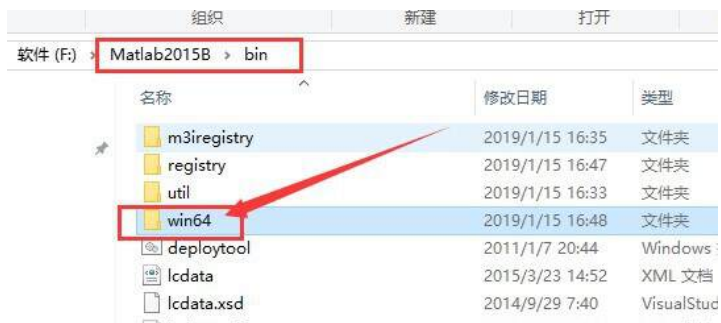 组织 新建 打开
软件 (F:) › Matlab2015B › bin
名称 修改日期 类型
m3iregistry 2019/1/15 16:35 文件夹
registry 2019/1/15 16:47 文件夹
util 2019/1/15 16:33 文件夹
win64 2019/1/15 16:48 文件夹
deploytool 2011/1/7 20:44 Windows
lcdata 2015/3/23 14:52 XML 文档
lcdata.xsd 2014/9/29 7:40 VisualStud